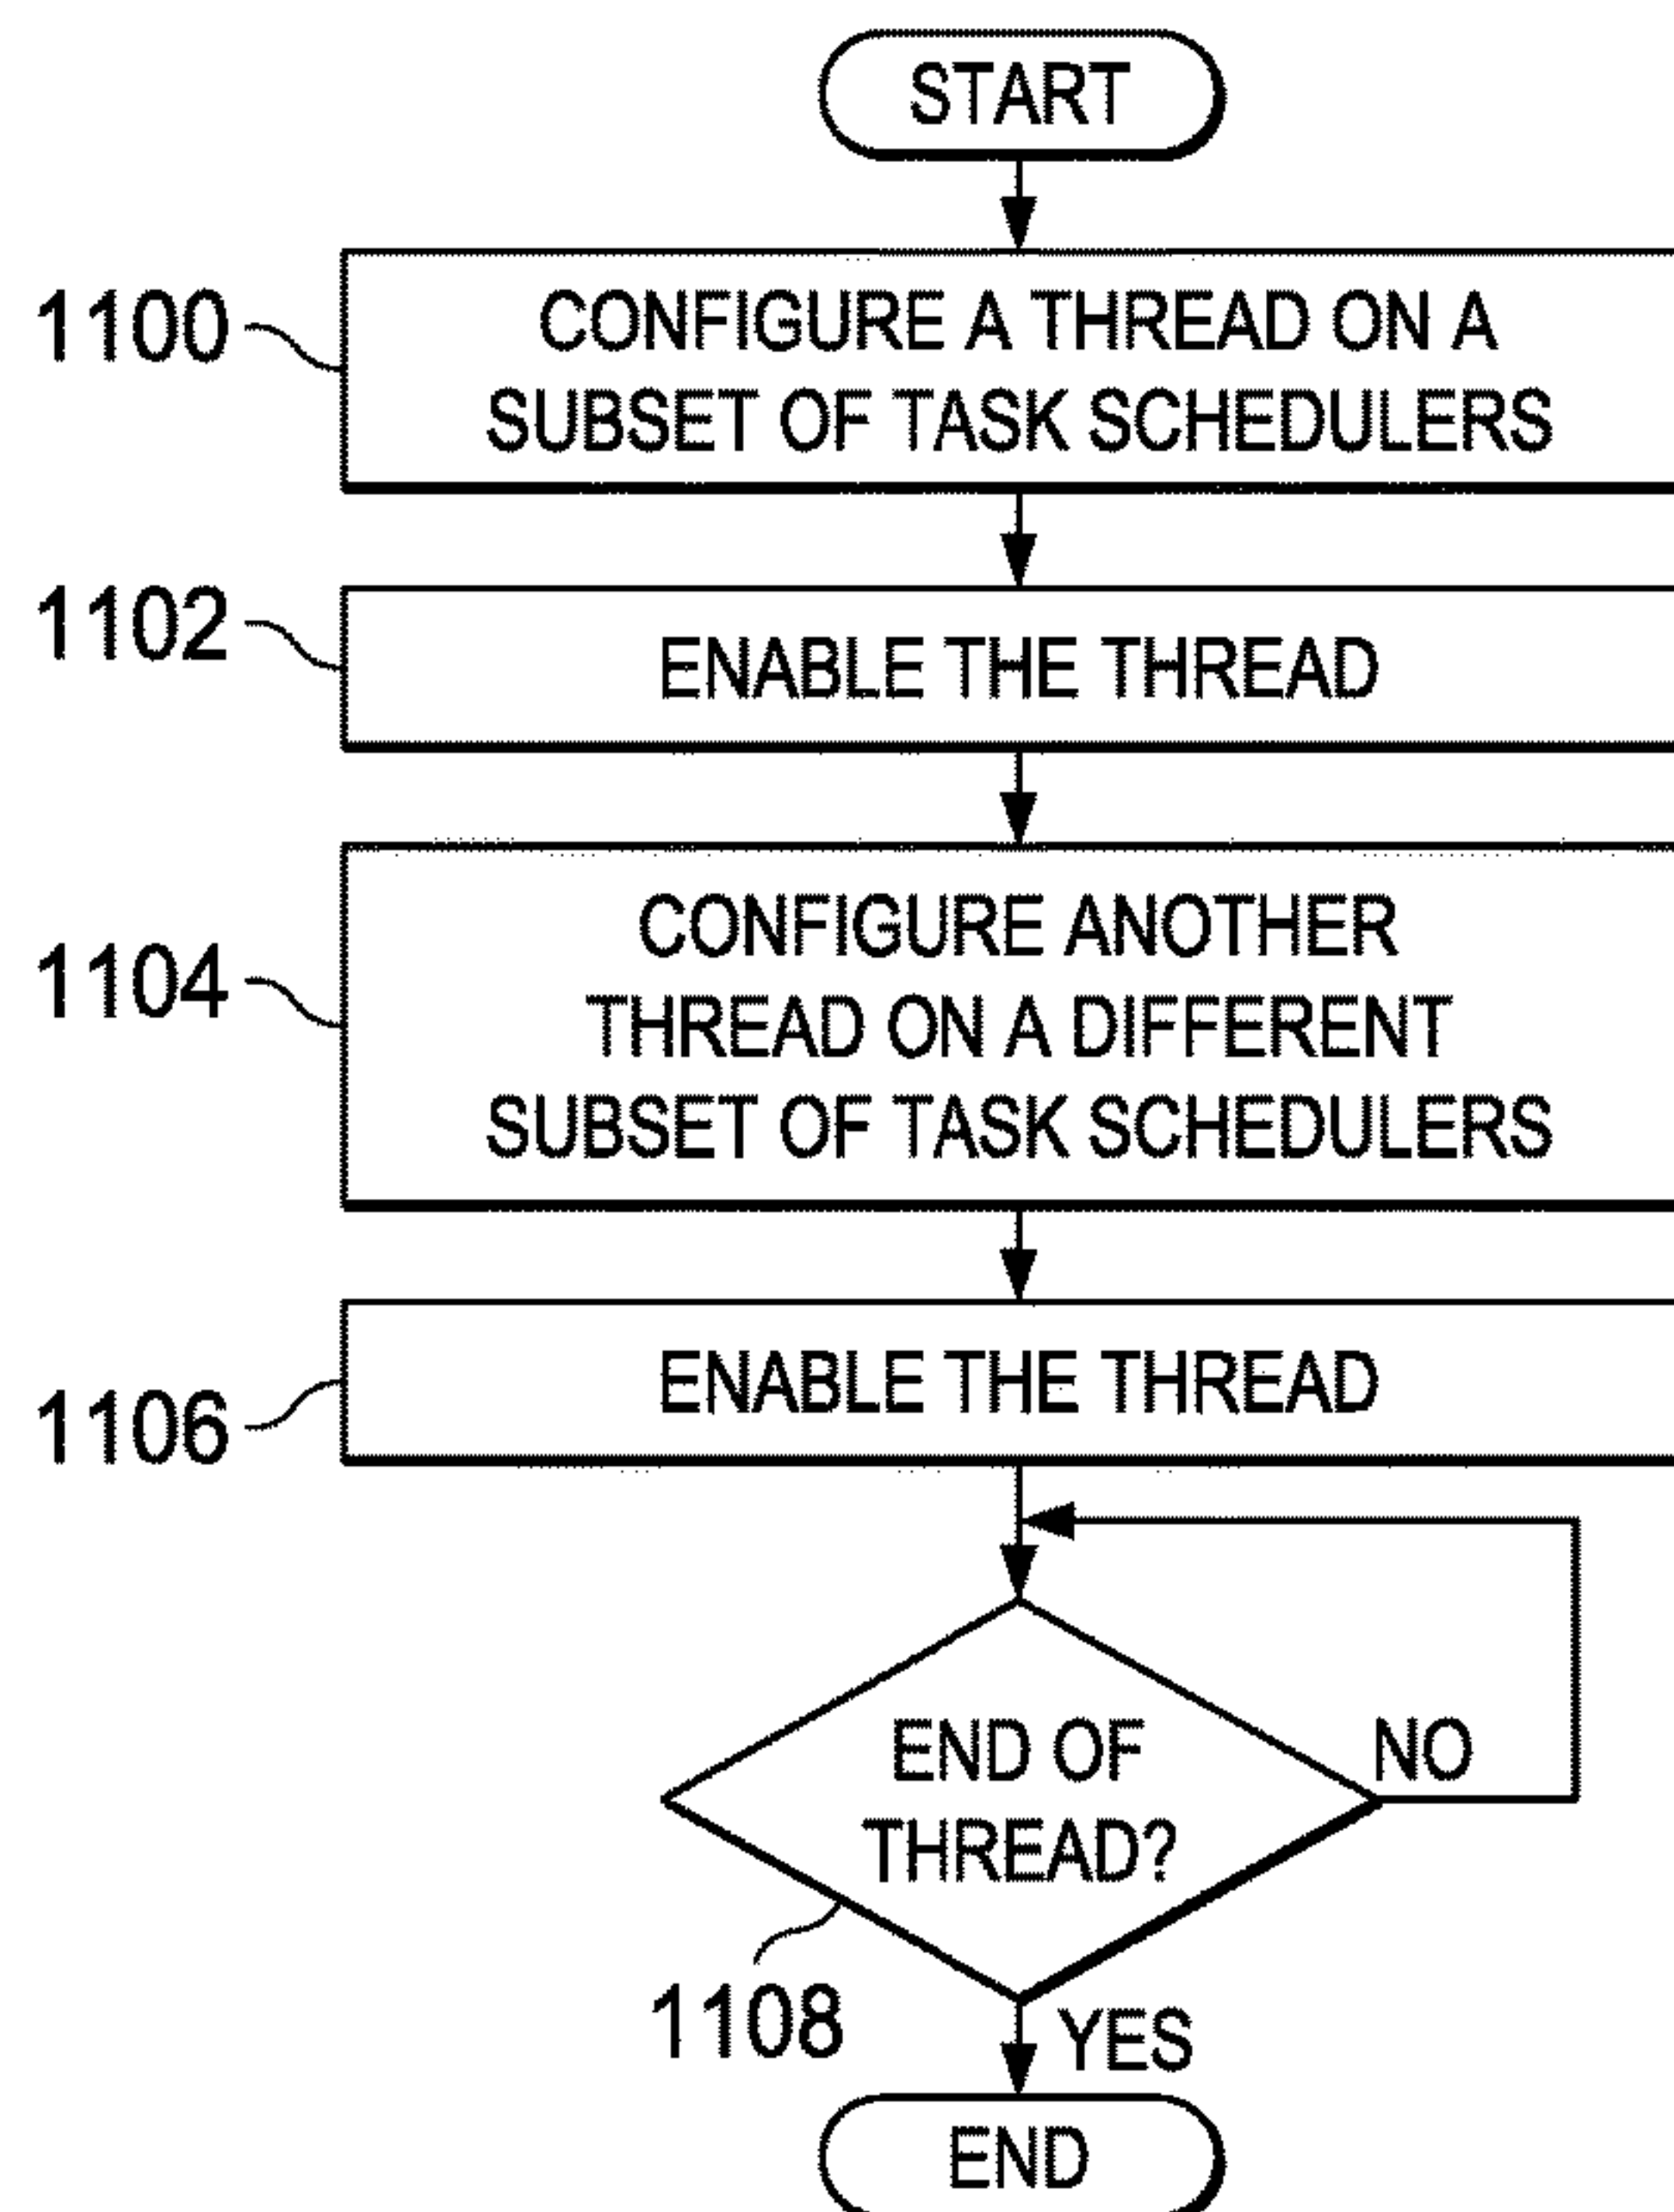 START
1100
CONFIGURE A THREAD ON A
SUBSET OF TASK SCHEDULERS
1102
ENABLE THE THREAD
1104
CONFIGURE ANOTHER
THREAD ON A DIFFERENT
SUBSET OF TASK SCHEDULERS
1106
ENABLE THE THREAD
END OF
THREAD?
NO
1108
YES
END